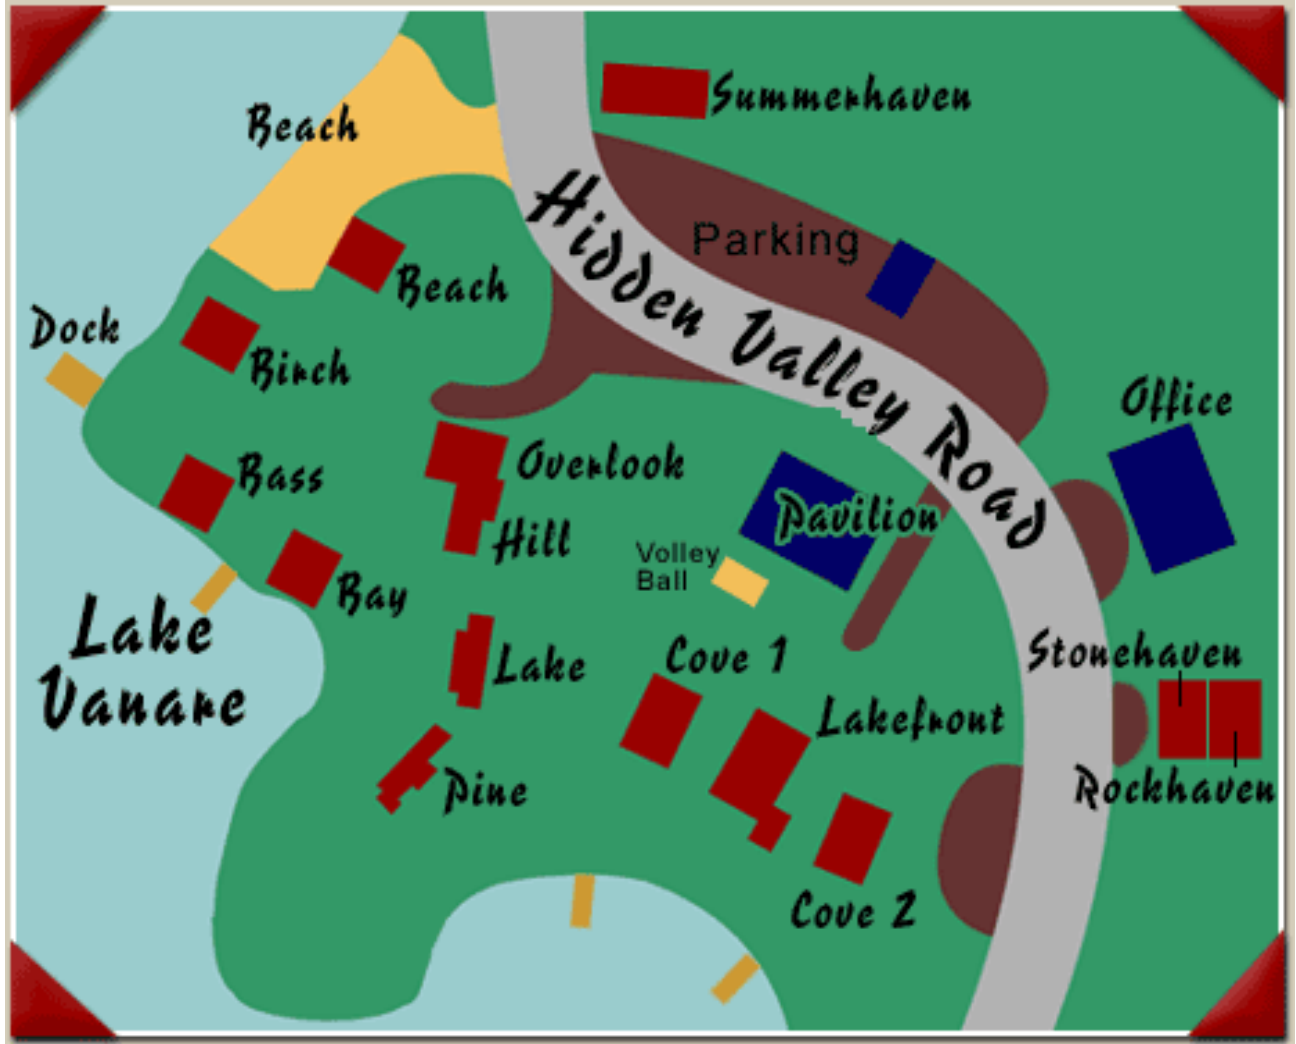 Summerhaven
Beach
Hidden Valley Road
Parking
Beach
Dock
Birch
Office
Overlook
Bass
Pavilion
Hill
Volley
Ball
Bay
Lake
Vanare
Cove 1
Stonehaven
Lake
Lakefront
Pine
Rockhaven
Cove 2